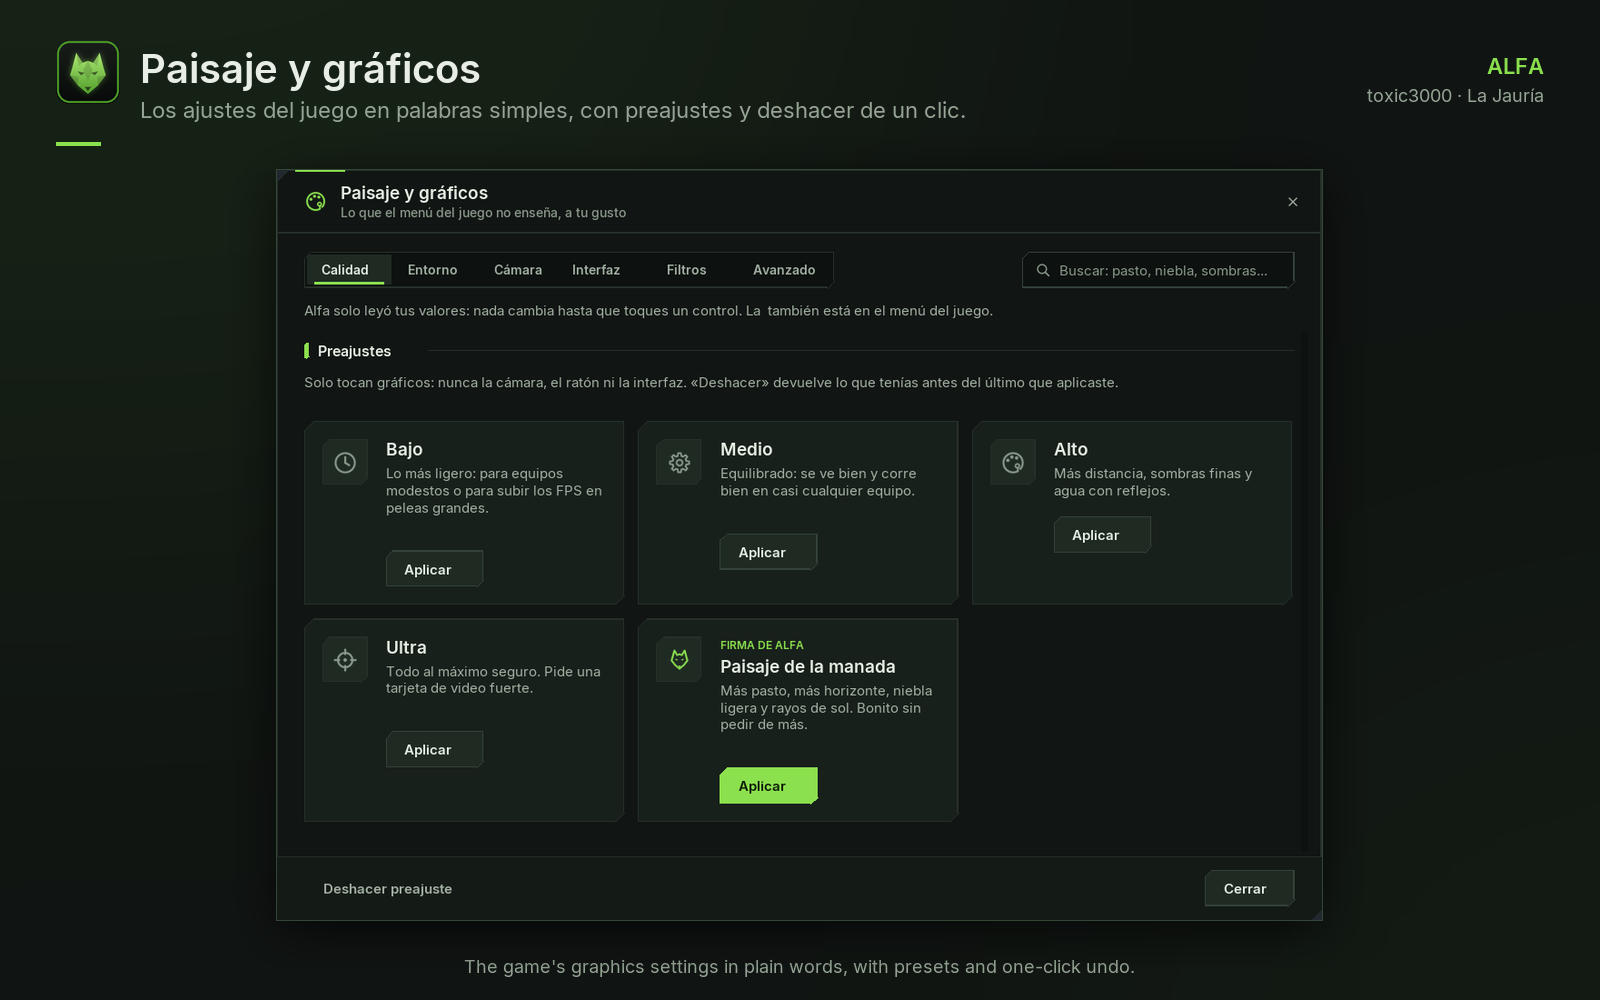 Paisaje y gráficos
Los ajustes del juego en palabras simples, con preajustes y deshacer de un clic.
ALFA
toxic3000 · La Jauría
Paisaje y gráficos
Lo que el menú del juego no enseña, a tu gusto
×
Calidad
Entorno
Cámara
Interfaz
Filtros
Avanzado
Buscar: pasto, niebla, sombras...
Alfa solo leyó tus valores: nada cambia hasta que toques un control. La  también está en el menú del juego.
Preajustes
Solo tocan gráficos: nunca la cámara, el ratón ni la interfaz. «Deshacer» devuelve lo que tenías antes del último que aplicaste.
Bajo
Lo más ligero: para equipos
modestos o para subir los FPS en
peleas grandes.
Aplicar
Medio
Equilibrado: se ve bien y corre
bien en casi cualquier equipo.
Aplicar
Alto
Más distancia, sombras finas y
agua con reflejos.
Aplicar
Ultra
Todo al máximo seguro. Pide una
tarjeta de video fuerte.
Aplicar
FIRMA DE ALFA
Paisaje de la manada
Más pasto, más horizonte, niebla
ligera y rayos de sol. Bonito sin
pedir de más.
Aplicar
Deshacer preajuste
Cerrar
The game's graphics settings in plain words, with presets and one-click undo.